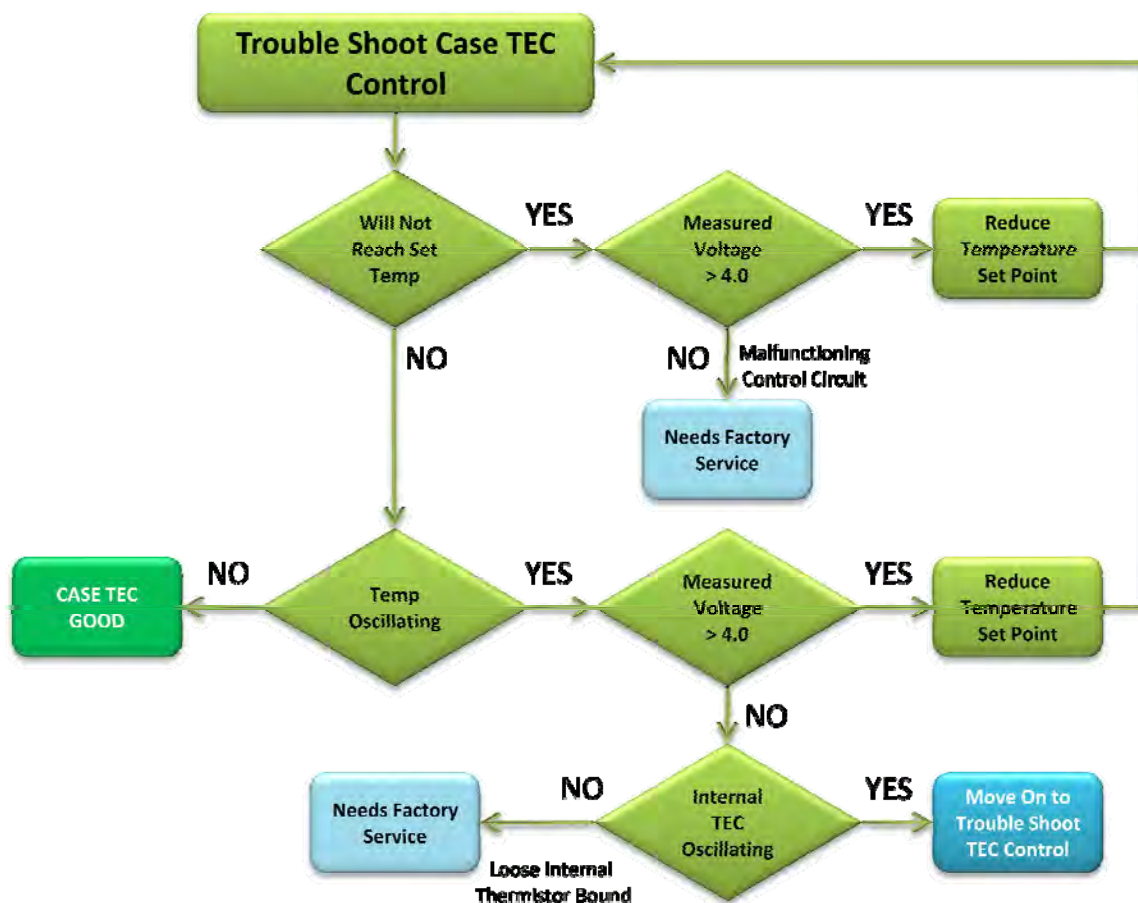 Trouble Shoot Case TEC
Control
Will Not
Reach Set
Temp
YES
Measured
Voltage
> 4.0
YES
Reduce
Temperature
Set Point
NO
NO
Malfunctioning
Control Circuit
Needs Factory
Service
CASE TEC
GOOD
NO
Temp
Oscillating
YES
Measured
Voltage
> 4.0
YES
Reduce
Temperature
Set Point
NO
Needs Factory
Service
NO
Internal
TEC
Oscillating
YES
Move On to
Trouble Shoot
TEC Control
Loose Internal
Thermistor Bound